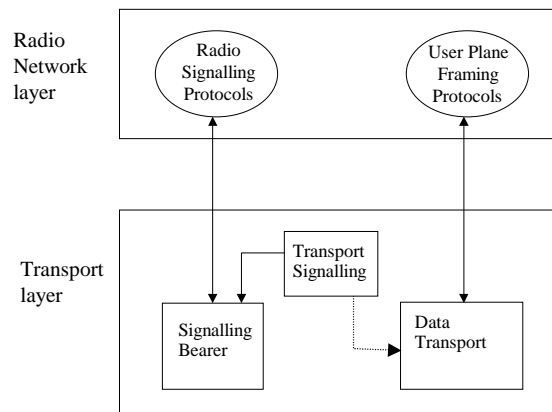 Radio
Network
layer
Radio
Signalling
Protocols
User Plane
Framing
Protocols
Transport
layer
Transport
Signalling
Signalling
Bearer
Data
Transport